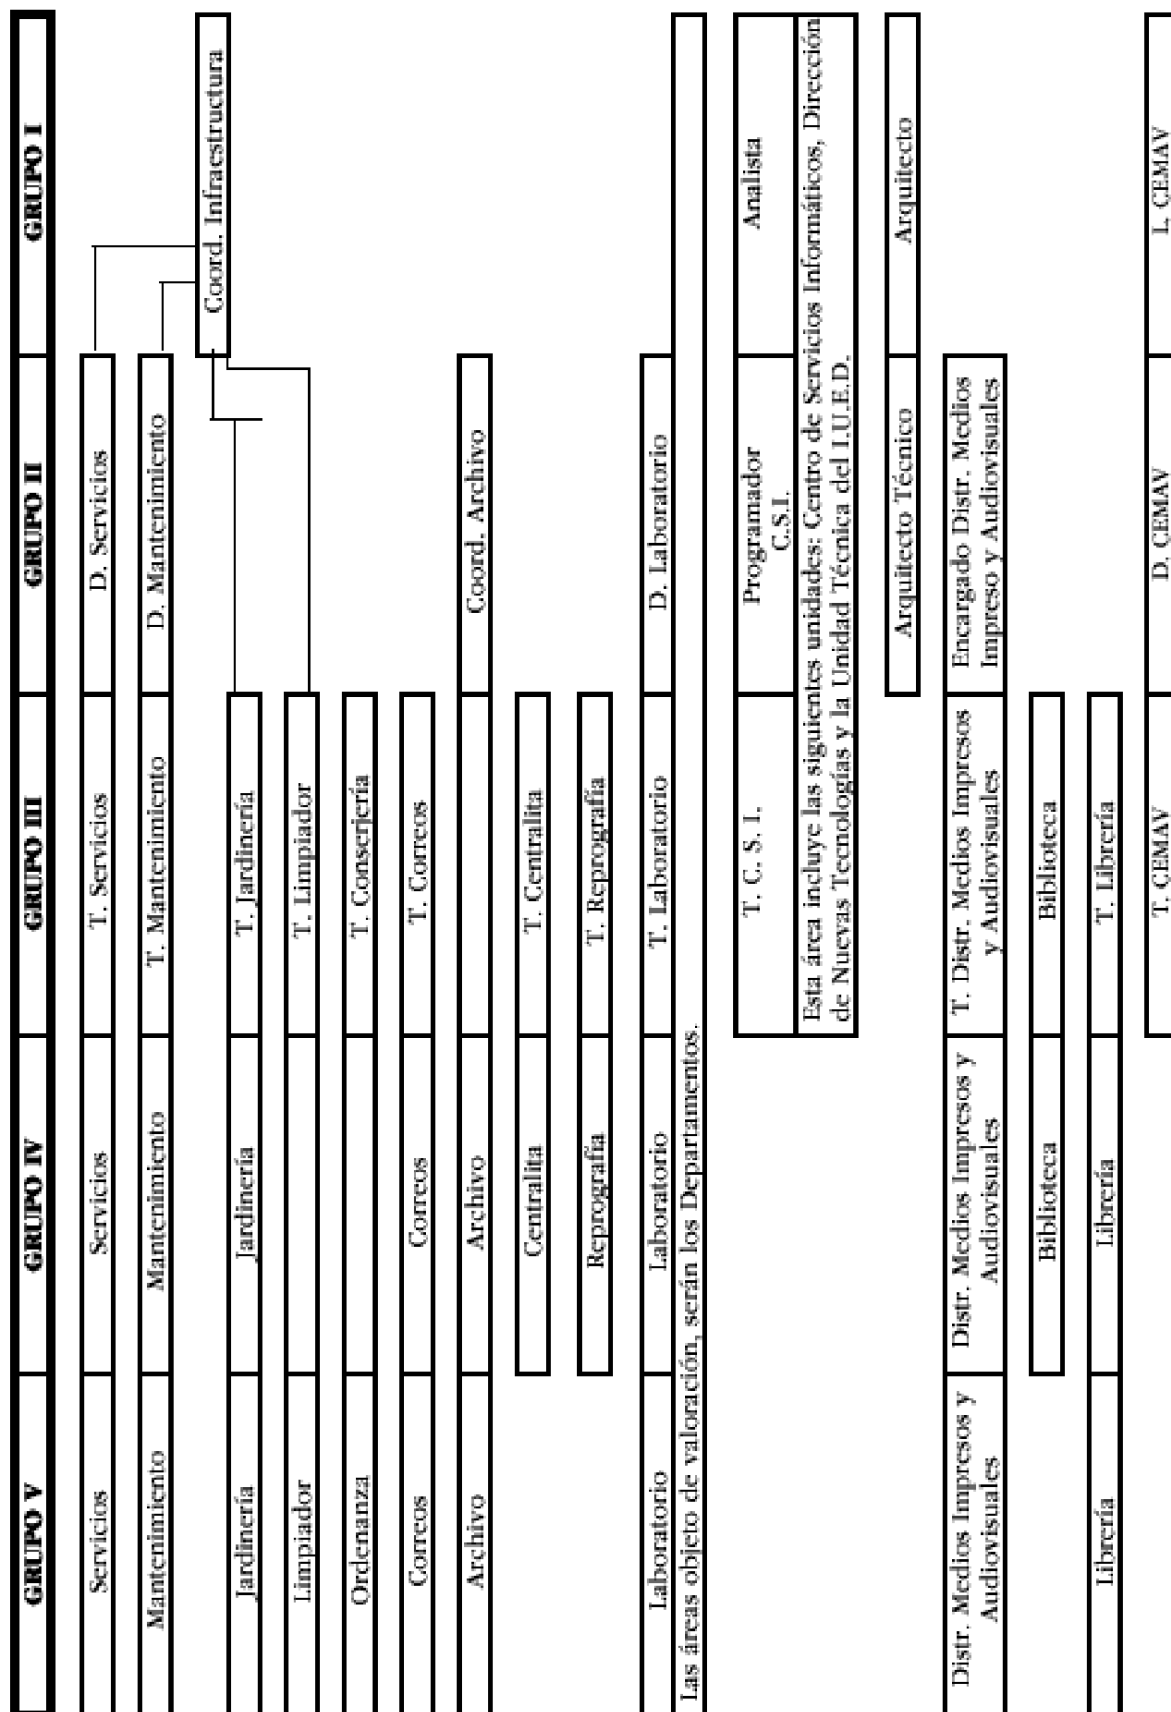 GRUPO V GRUPO IV GRUPO III GRUPO II GRUPO I
Servicios Servicios T. Servicios D. Servicios
Mantenimiento Mantenimiento T. Mantenimiento D. Mantenimiento
Coord. Infraestructura
Jardinería Jardinería T. Jardinería
Limpiador T. Limpiador
Ordenanza T. Conserjería
Correos Correos T. Correos
Archivo Archivo Coord. Archivo
Centralita T. Centralita
Reprografía T. Reprografía
Laboratorio Laboratorio T. Laboratorio D. Laboratorio
Las áreas objeto de valoración, serán los Departamentos.
T. C. S. I. Programador Analista
C.S.I.
Esta área incluye las siguientes unidades: Centro de Servicios Informáticos, Dirección
de Nuevas Tecnologías y la Unidad Técnica del I.U.E.D.
Arquitecto Técnico Arquitecto
Distr. Medios Impresos y Distr. Medios Impresos y T. Distr. Medios Impresos Encargado Distr. Medios
Audiovisuales Audiovisuales y Audiovisuales Impreso y Audiovisuales
Biblioteca Biblioteca
Librería Librería T. Librería
T. CEMAV D. CEMAV L. CEMAV